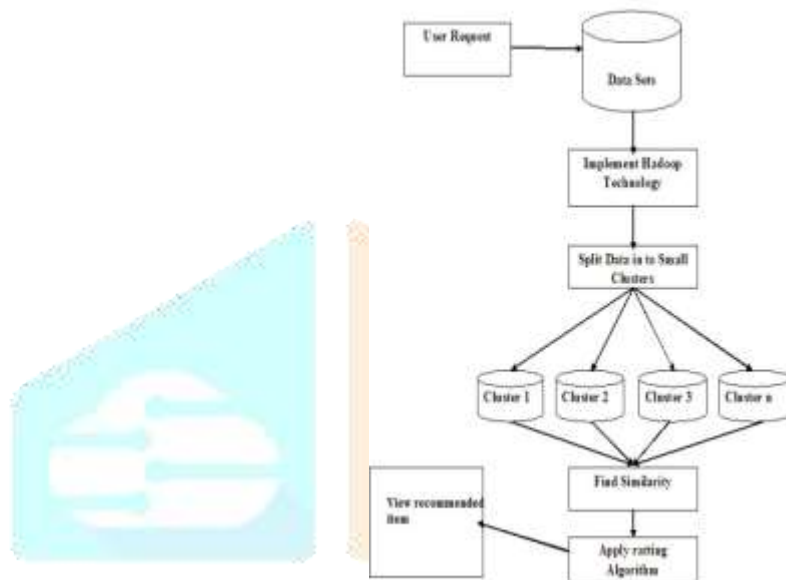 User Request
Data Sets
Implement Hadoop
Technology
Split Data in to Small
Clusters
Cluster 1
Cluster 2
Cluster 3
Cluster n
Find Similarity
View recommended
item
Apply ratting
Algorithm